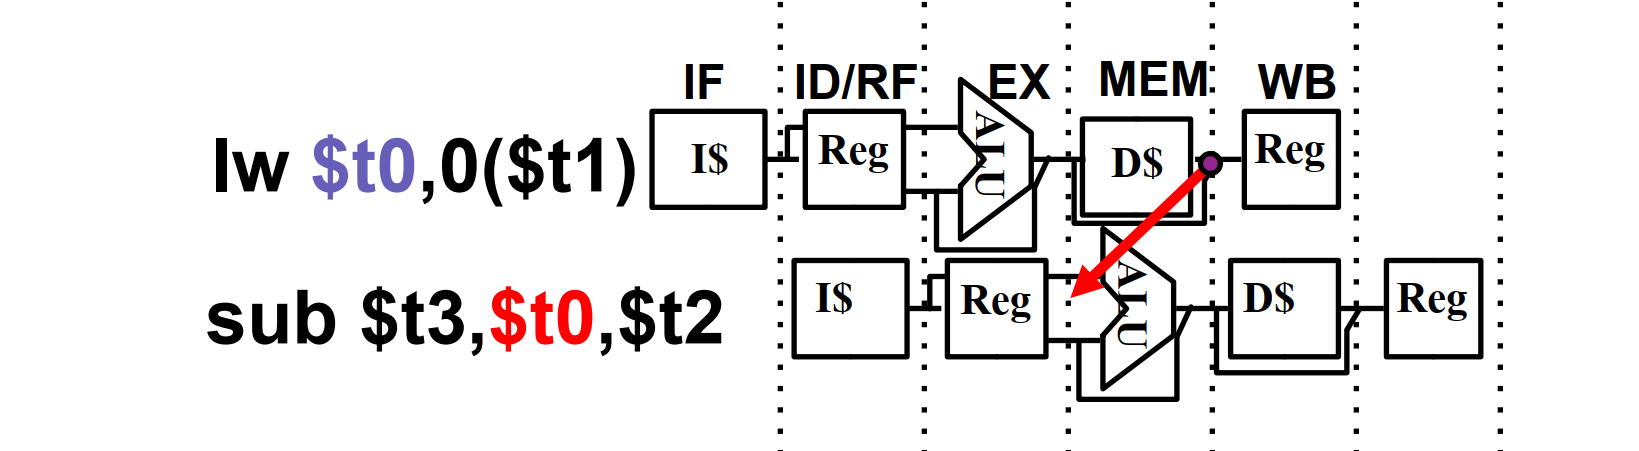 IF ID/RF EX MEM WB
lw $t0,0($t1) I$ Reg ALU D$ Reg
sub $t3,$t0,$t2 I$ Reg ALU D$ Reg